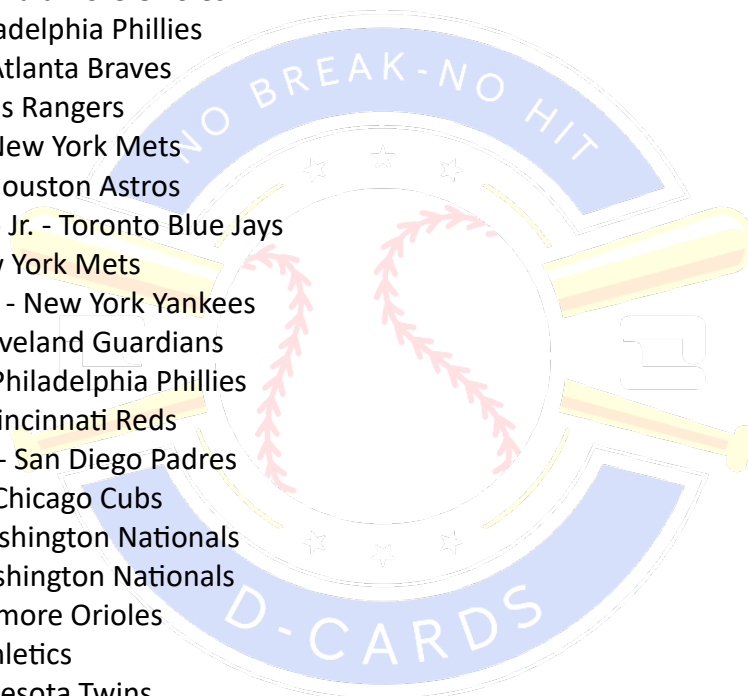 adelphia Phillies
Atlanta Braves
s Rangers
New York Mets
ouston Astros
Jr. - Toronto Blue Jays
York Mets
- New York Yankees
veland Guardians
Philadelphia Phillies
incinnati Reds
- San Diego Padres
Chicago Cubs
shington Nationals
shington Nationals
more Orioles
letics
esota Twins
NO BREAK-NO HIT
D-CARDS